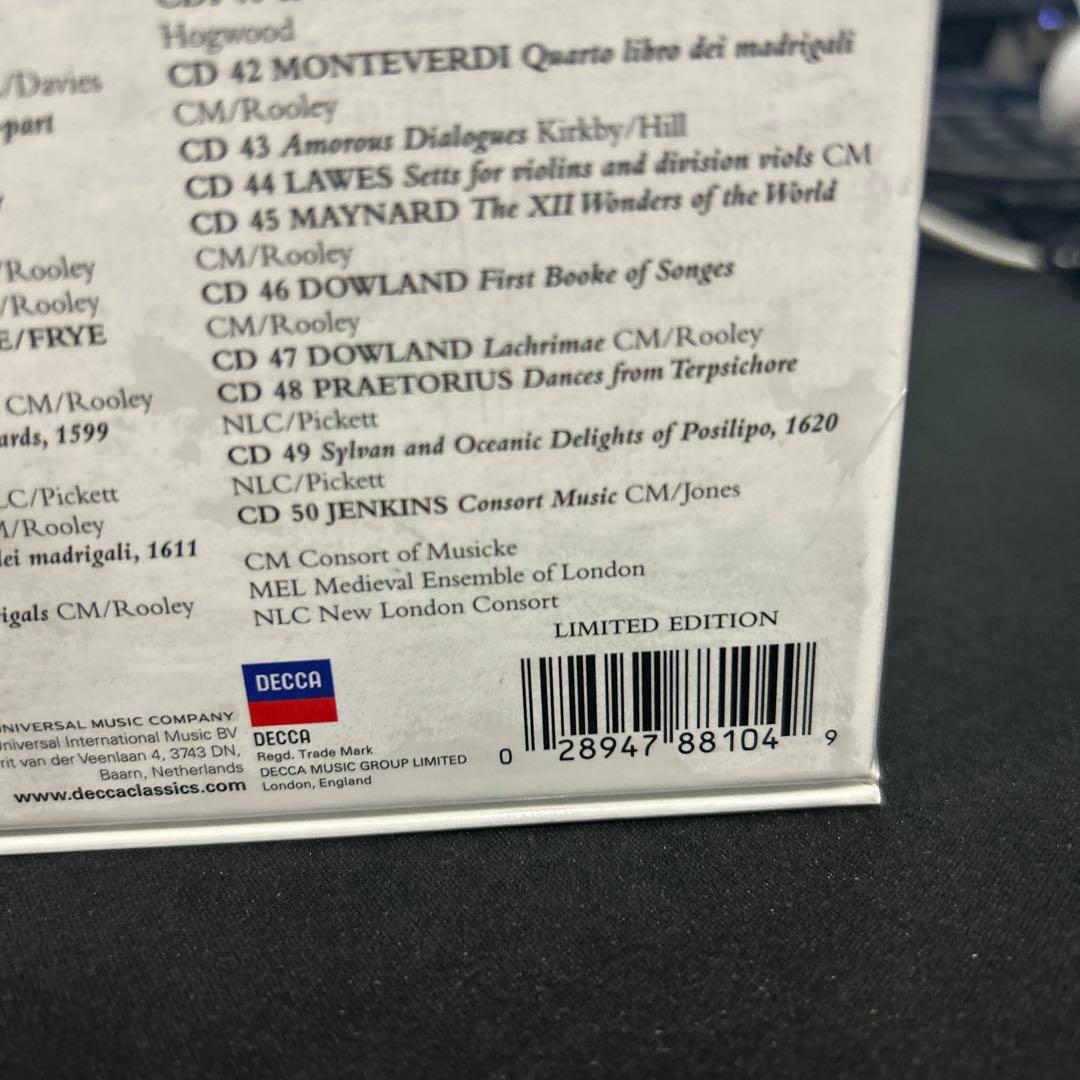 Hogwood
CD 42 MONTEVERDI Quarto libro dei madrigali
CM/Rooley
CD 43 Amorous Dialogues Kirkby/Hill
CD 44 LAWES Setts for violins and division viols CM
CD 45 MAYNARD The XII Wonders of the World
CM/Rooley
CD 46 DOWLAND First Booke of Songes
CM/Rooley
CD 47 DOWLAND Lachrimae CM/Rooley
CD 48 PRAETORIUS Dances from Terpsichore
NLC/Pickett
CD 49 Sylvan and Oceanic Delights of Posilipo, 1620
NLC/Pickett
CD 50 JENKINS Consort Music CM/Jones
CM Consort of Musicke
MEL Medieval Ensemble of London
NLC New London Consort
/Davies
part
/Rooley
/Rooley
E/FRYE
CM/Rooley
ards, 1599
LC/Pickett
M/Rooley
dei madrigali, 1611
igals CM/Rooley
LIMITED EDITION
0 28947 88104 9
DECCA
DECCA
Regd. Trade Mark
DECCA MUSIC GROUP LIMITED
London, England
UNIVERSAL MUSIC COMPANY
Universal International Music BV
rit van der Veenlaan 4, 3743 DN,
Baarn, Netherlands
www.deccaclassics.com